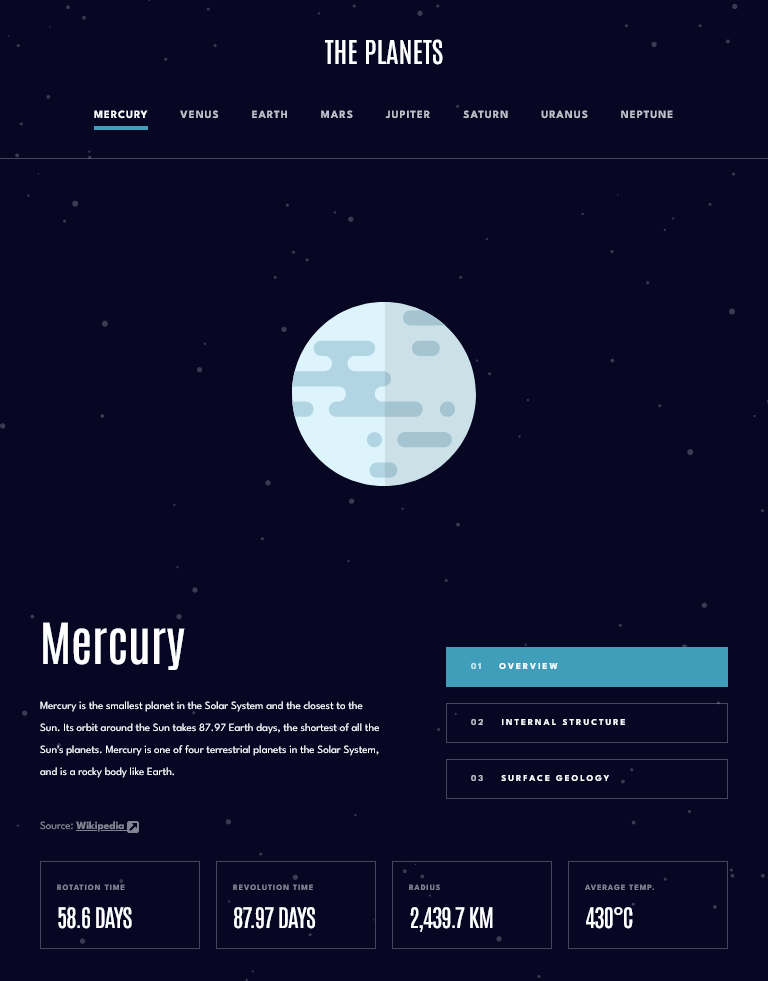 THE PLANETS
MERCURY VENUS EARTH MARS JUPITER SATURN URANUS NEPTUNE
Mercury
Mercury is the smallest planet in the Solar System and the closest to the
Sun. Its orbit around the Sun takes 87.97 Earth days, the shortest of all the
Sun's planets. Mercury is one of four terrestrial planets in the Solar System,
and is a rocky body like Earth.
Source: Wikipedia
01 OVERVIEW
02 INTERNAL STRUCTURE
03 SURFACE GEOLOGY
ROTATION TIME
58.6 DAYS
REVOLUTION TIME
87.97 DAYS
RADIUS
2,439.7 KM
AVERAGE TEMP.
430°C